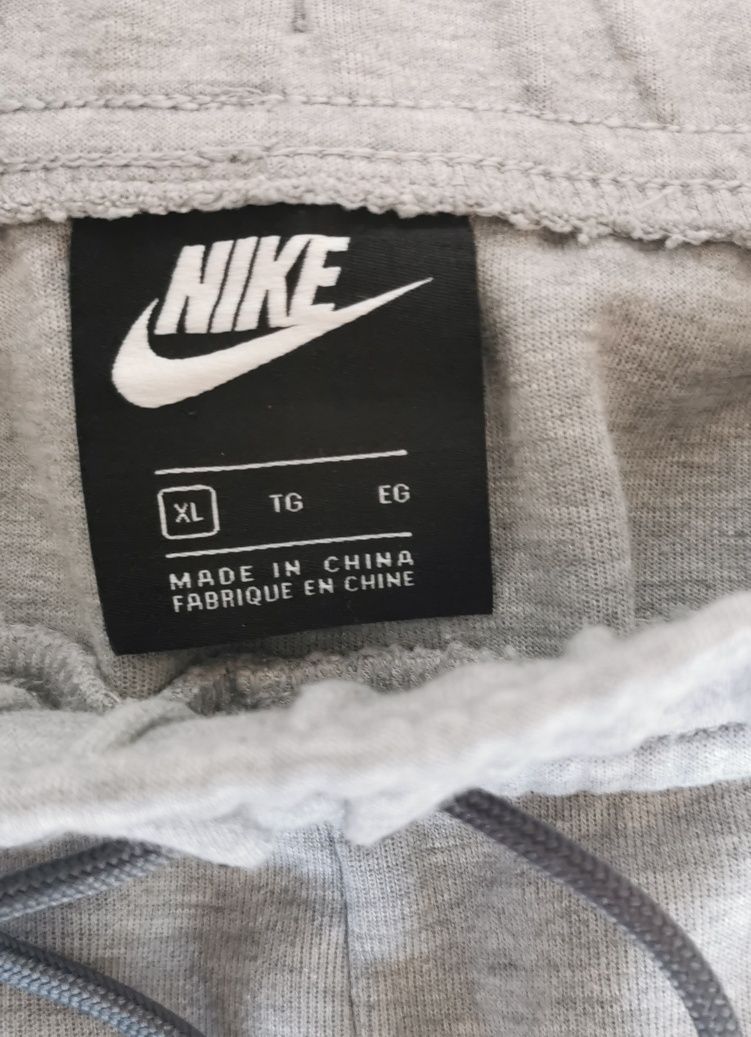 NIKE
XL TG EG
MADE IN CHINA
FABRIQUE EN CHINE